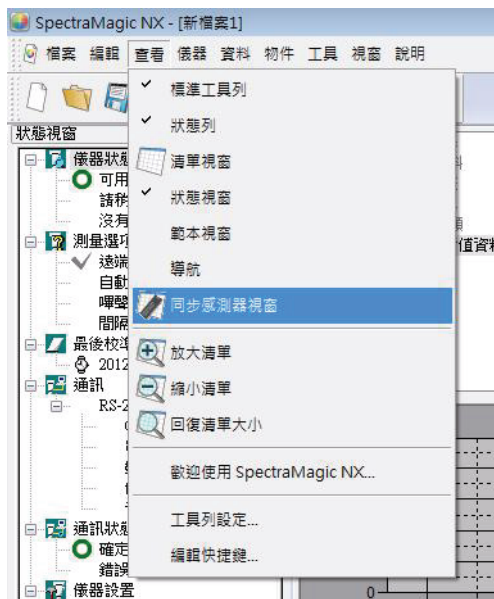 SpectraMagic NX - [新檔案1]
檔案 編輯 查看 儀器 資料 物件 工具 視窗 說明
標準工具列
狀態列
清單視窗
狀態視窗
範本視窗
導航
同步感測器視窗
放大清單
縮小清單
回復清單大小
歡迎使用 SpectraMagic NX...
工具列設定...
編輯快捷鍵...
狀態視窗
儀器狀態
可用
請稍
沒有
測量選項
遠端
自動
嗶聲
間隔
最後校準
2012
通訊
RS-2
通訊狀態
確定
錯誤
儀器設置
值資料
0